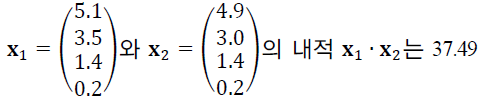 x₁ = (5.1 3.5 1.4 0.2)와 x₂ = (4.9 3.0 1.4 0.2)의 내적 x₁ · x₂는 37.49